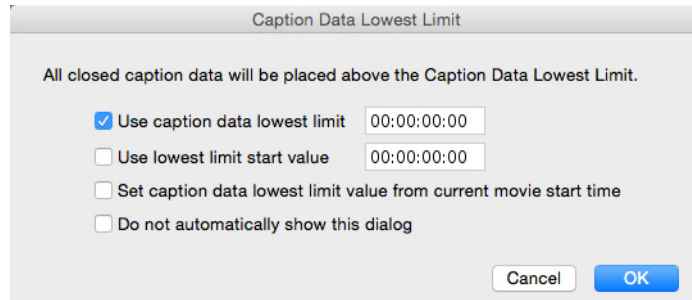 Caption Data Lowest Limit
All closed caption data will be placed above the Caption Data Lowest Limit.
Use caption data lowest limit 00:00:00:00
Use lowest limit start value 00:00:00:00
Set caption data lowest limit value from current movie start time
Do not automatically show this dialog
Cancel OK